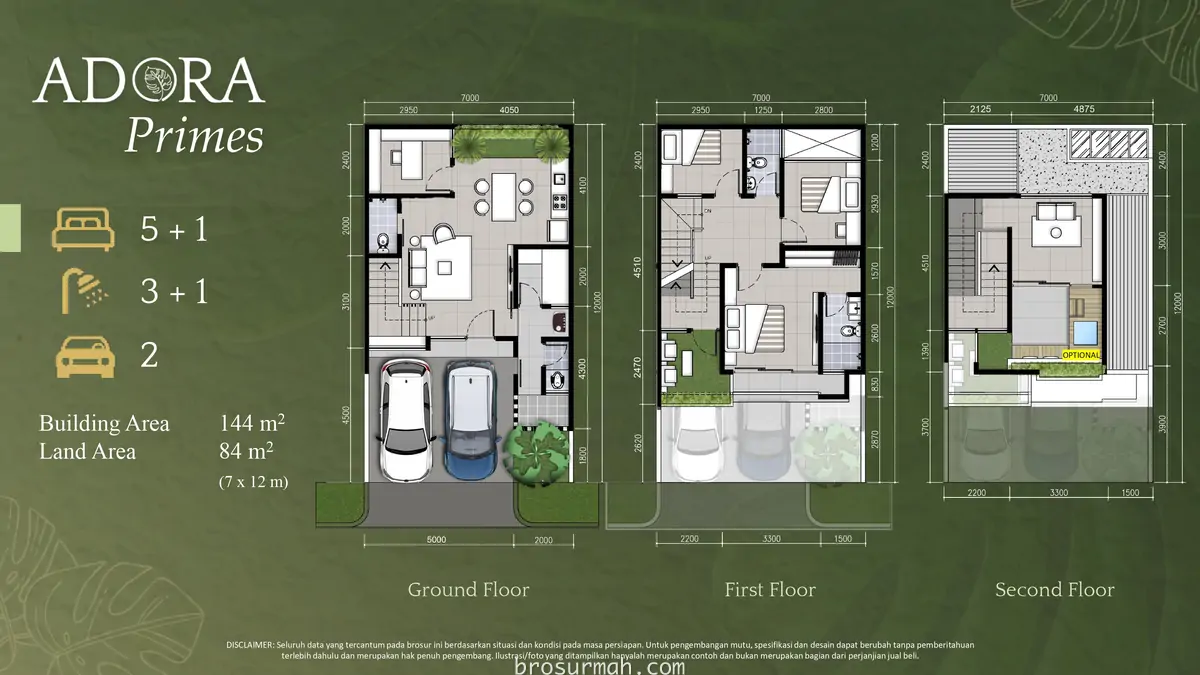 ADORA
Primes
5 + 1
3 + 1
2
Building Area 144 m²
Land Area 84 m²
(7 x 12 m)
7000
2950 4050
2400
2000
3100
4500
4100
2000
4300
1800
12000
UP
5000 2000
Ground Floor
7000
2950 1250 2800
2400
4510
2470
2620
1200
2930
1570
2600
830
2870
12000
DN
UP
2200 3300 1500
First Floor
7000
2125 4875
2400
4510
1390
3700
2400
3000
2700
3900
12000
OPTIONAL
2200 3300 1500
Second Floor
DISCLAIMER: Seluruh data yang tercantum pada brosur ini berdasarkan situasi dan kondisi pada masa persiapan. Untuk pengembangan mutu, spesifikasi dan desain dapat berubah tanpa pemberitahuan
terlebih dahulu dan merupakan hak penuh pengembang. Ilustrasi/foto yang ditampilkan hanyalah merupakan contoh dan bukan merupakan bagian dari perjanjian jual beli.
brosurmah.com